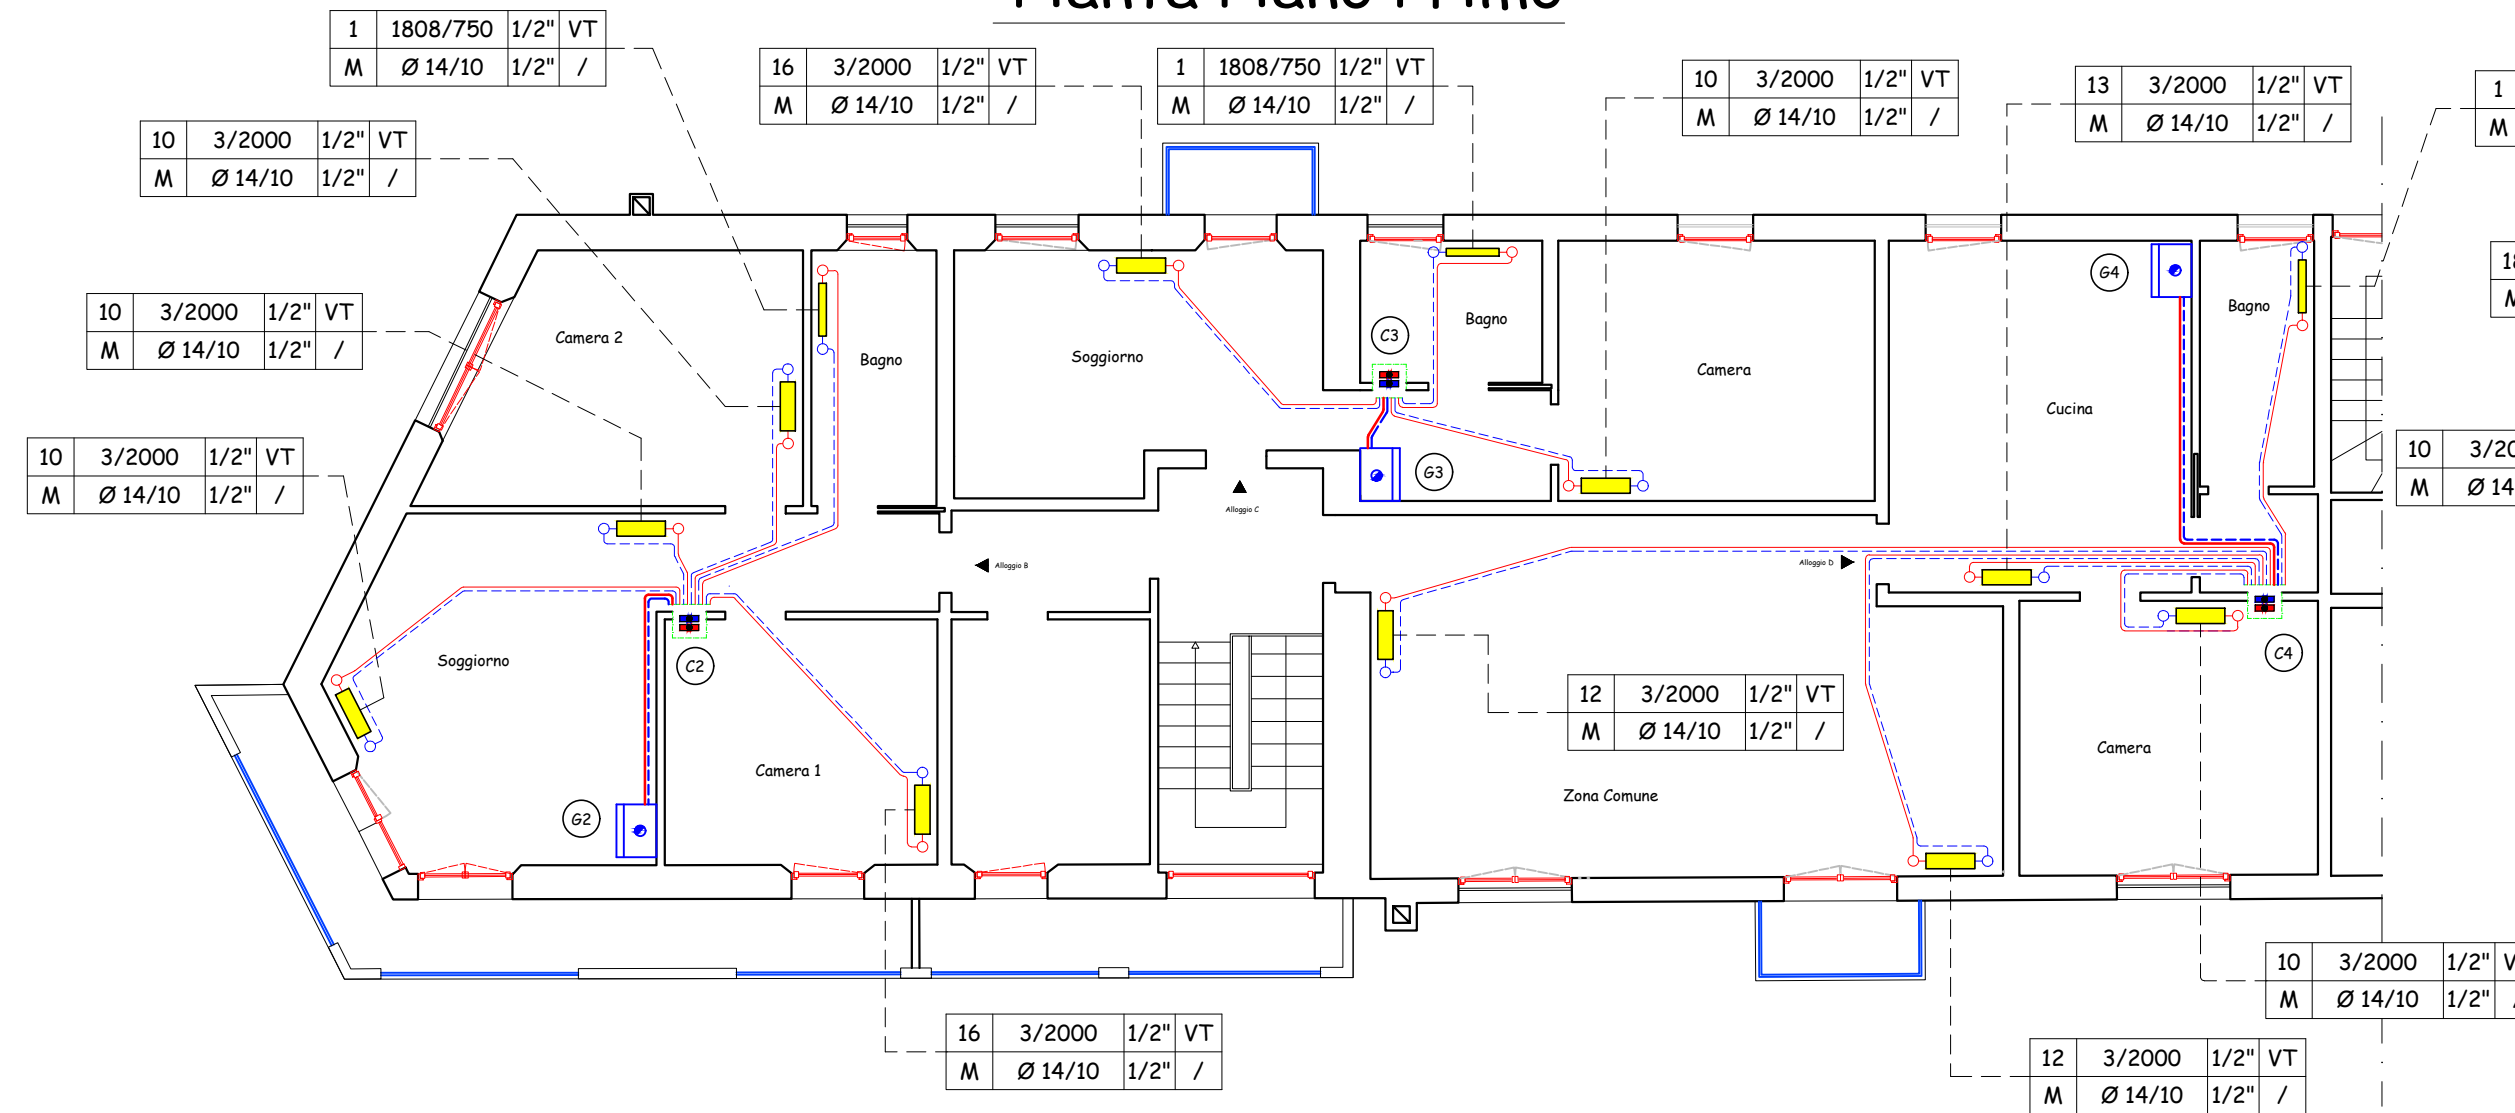 Pianta Piano Primo
1 1808/750 1/2" VT
M Ø 14/10 1/2" /
16 3/2000 1/2" VT
M Ø 14/10 1/2" /
1 1808/750 1/2" VT
M Ø 14/10 1/2" /
10 3/2000 1/2" VT
M Ø 14/10 1/2" /
13 3/2000 1/2" VT
M Ø 14/10 1/2" /
1
M
10 3/2000 1/2" VT
M Ø 14/10 1/2" /
10 3/2000 1/2" VT
M Ø 14/10 1/2" /
10 3/2000 1/2" VT
M Ø 14/10 1/2" /
Camera 2
Bagno
Soggiorno
C3
Bagno
Camera
G4
Bagno
Cucina
G3
10
M Ø 14
Alloggio C
Alloggio B
Alloggio D
Soggiorno
C2
C4
12 3/2000 1/2" VT
M Ø 14/10 1/2" /
Camera
Camera 1
Zona Comune
G2
10 3/2000 1/2"
M Ø 14/10 1/2"
16 3/2000 1/2" VT
M Ø 14/10 1/2" /
12 3/2000 1/2" VT
M Ø 14/10 1/2" /